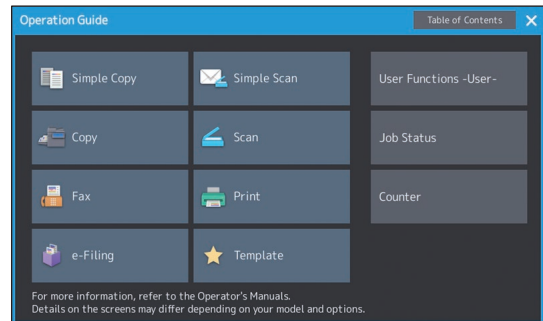 Operation Guide
Table of Contents
Simple Copy
Simple Scan
User Functions -User-
Copy
Scan
Job Status
Fax
Print
Counter
e-Filing
Template
For more information, refer to the Operator's Manuals.
Details on the screens may differ depending on your model and options.